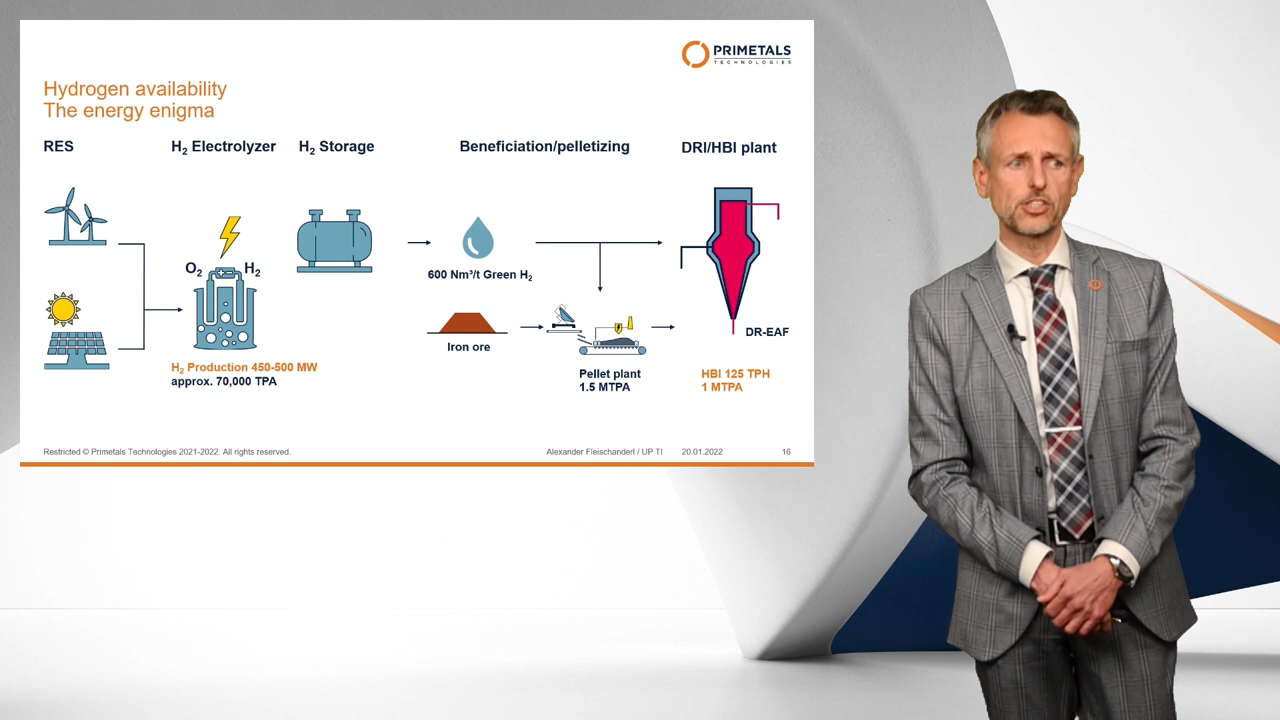 PRIMETALS
TECHNOLOGIES
Hydrogen availability
The energy enigma
RES
H₂ Electrolyzer
H₂ Storage
Beneficiation/pelletizing
DRI/HBI plant
O₂
H₂
600 Nm³/t Green H₂
Iron ore
DR-EAF
H₂ Production 450-500 MW
approx. 70,000 TPA
Pellet plant
1.5 MTPA
HBI 125 TPH
1 MTPA
Restricted © Primetals Technologies 2021-2022. All rights reserved.
Alexander Fleischanderl / UP TI
20.01.2022
16